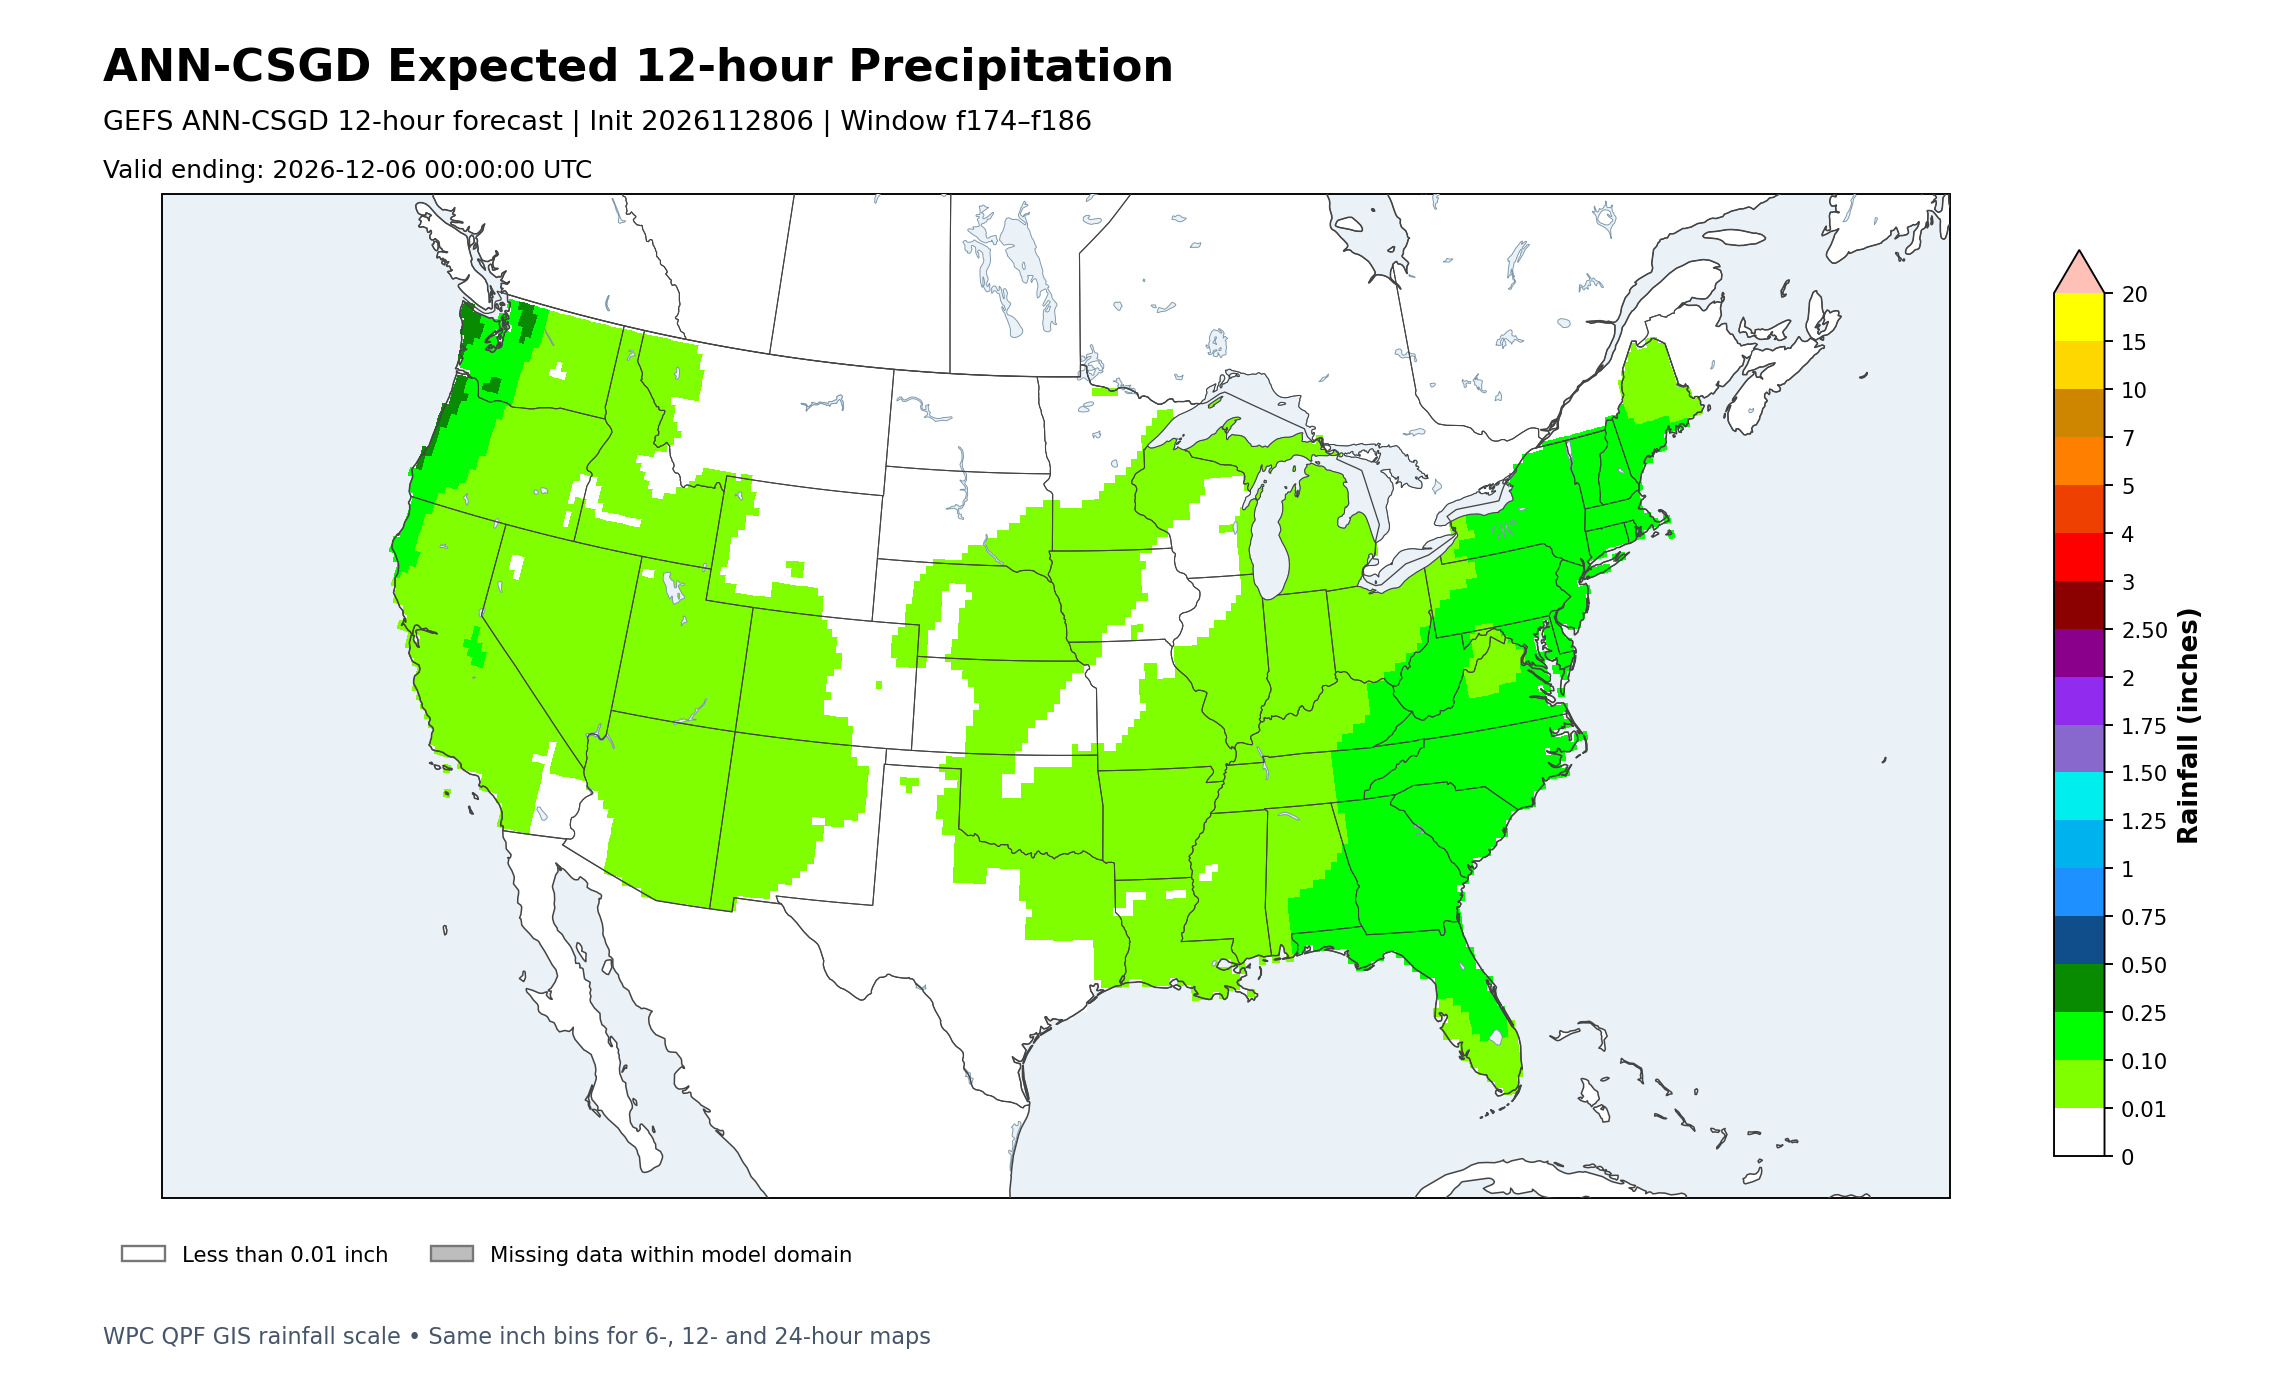 ANN-CSGD Expected 12-hour Precipitation
GEFS ANN-CSGD 12-hour forecast | Init 2026112806 | Window f174–f186
Valid ending: 2026-12-06 00:00:00 UTC
20
15
10
7
5
4
3
2.50
2
1.75
1.50
1.25
1
0.75
0.50
0.25
0.10
0.01
0
Rainfall (inches)
Less than 0.01 inch
Missing data within model domain
WPC QPF GIS rainfall scale • Same inch bins for 6-, 12- and 24-hour maps